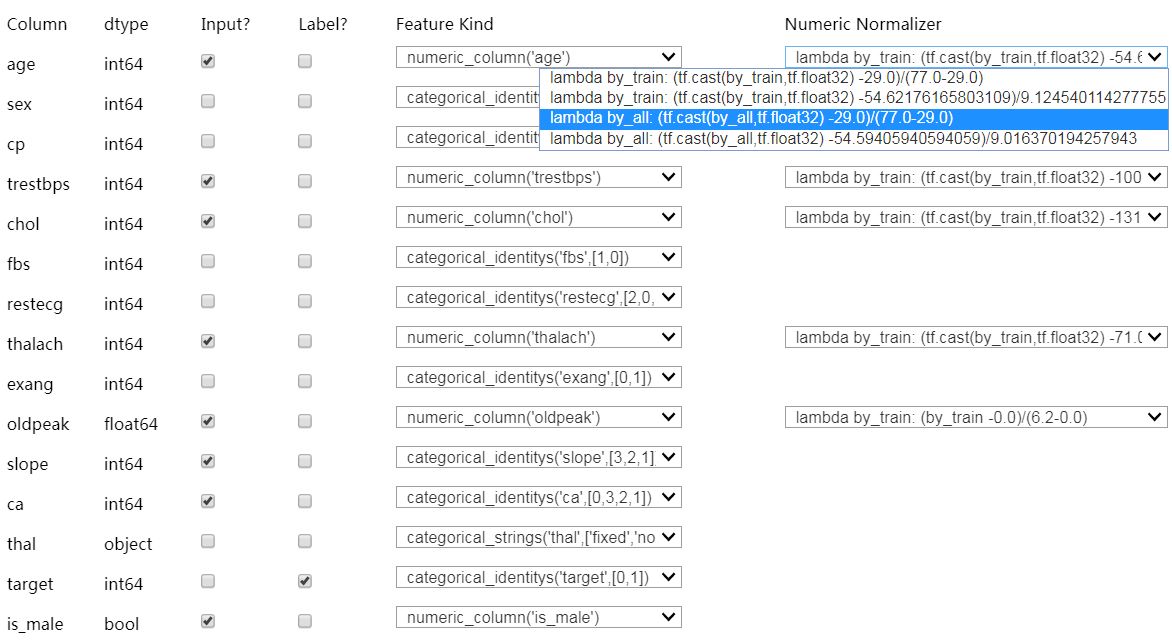 Column dtype Input? Label? Feature Kind Numeric Normalizer
age int64 numeric_column('age') lambda by_train: (tf.cast(by_train,tf.float32) -54.6
lambda by_train: (tf.cast(by_train,tf.float32) -29.0)/(77.0-29.0)
lambda by_train: (tf.cast(by_train,tf.float32) -54.62176165803109)/9.124540114277755
lambda by_all: (tf.cast(by_all,tf.float32) -29.0)/(77.0-29.0)
lambda by_all: (tf.cast(by_all,tf.float32) -54.59405940594059)/9.016370194257943
sex int64 categorical_identit
cp int64 categorical_identit
trestbps int64 numeric_column('trestbps') lambda by_train: (tf.cast(by_train,tf.float32) -100
chol int64 numeric_column('chol') lambda by_train: (tf.cast(by_train,tf.float32) -131
fbs int64 categorical_identitys('fbs',[1,0])
restecg int64 categorical_identitys('restecg',[2,0,
thalach int64 numeric_column('thalach') lambda by_train: (tf.cast(by_train,tf.float32) -71.0
exang int64 categorical_identitys('exang',[0,1])
oldpeak float64 numeric_column('oldpeak') lambda by_train: (by_train -0.0)/(6.2-0.0)
slope int64 categorical_identitys('slope',[3,2,1]
ca int64 categorical_identitys('ca',[0,3,2,1])
thal object categorical_strings('thal',['fixed','no
target int64 categorical_identitys('target',[0,1])
is_male bool numeric_column('is_male')